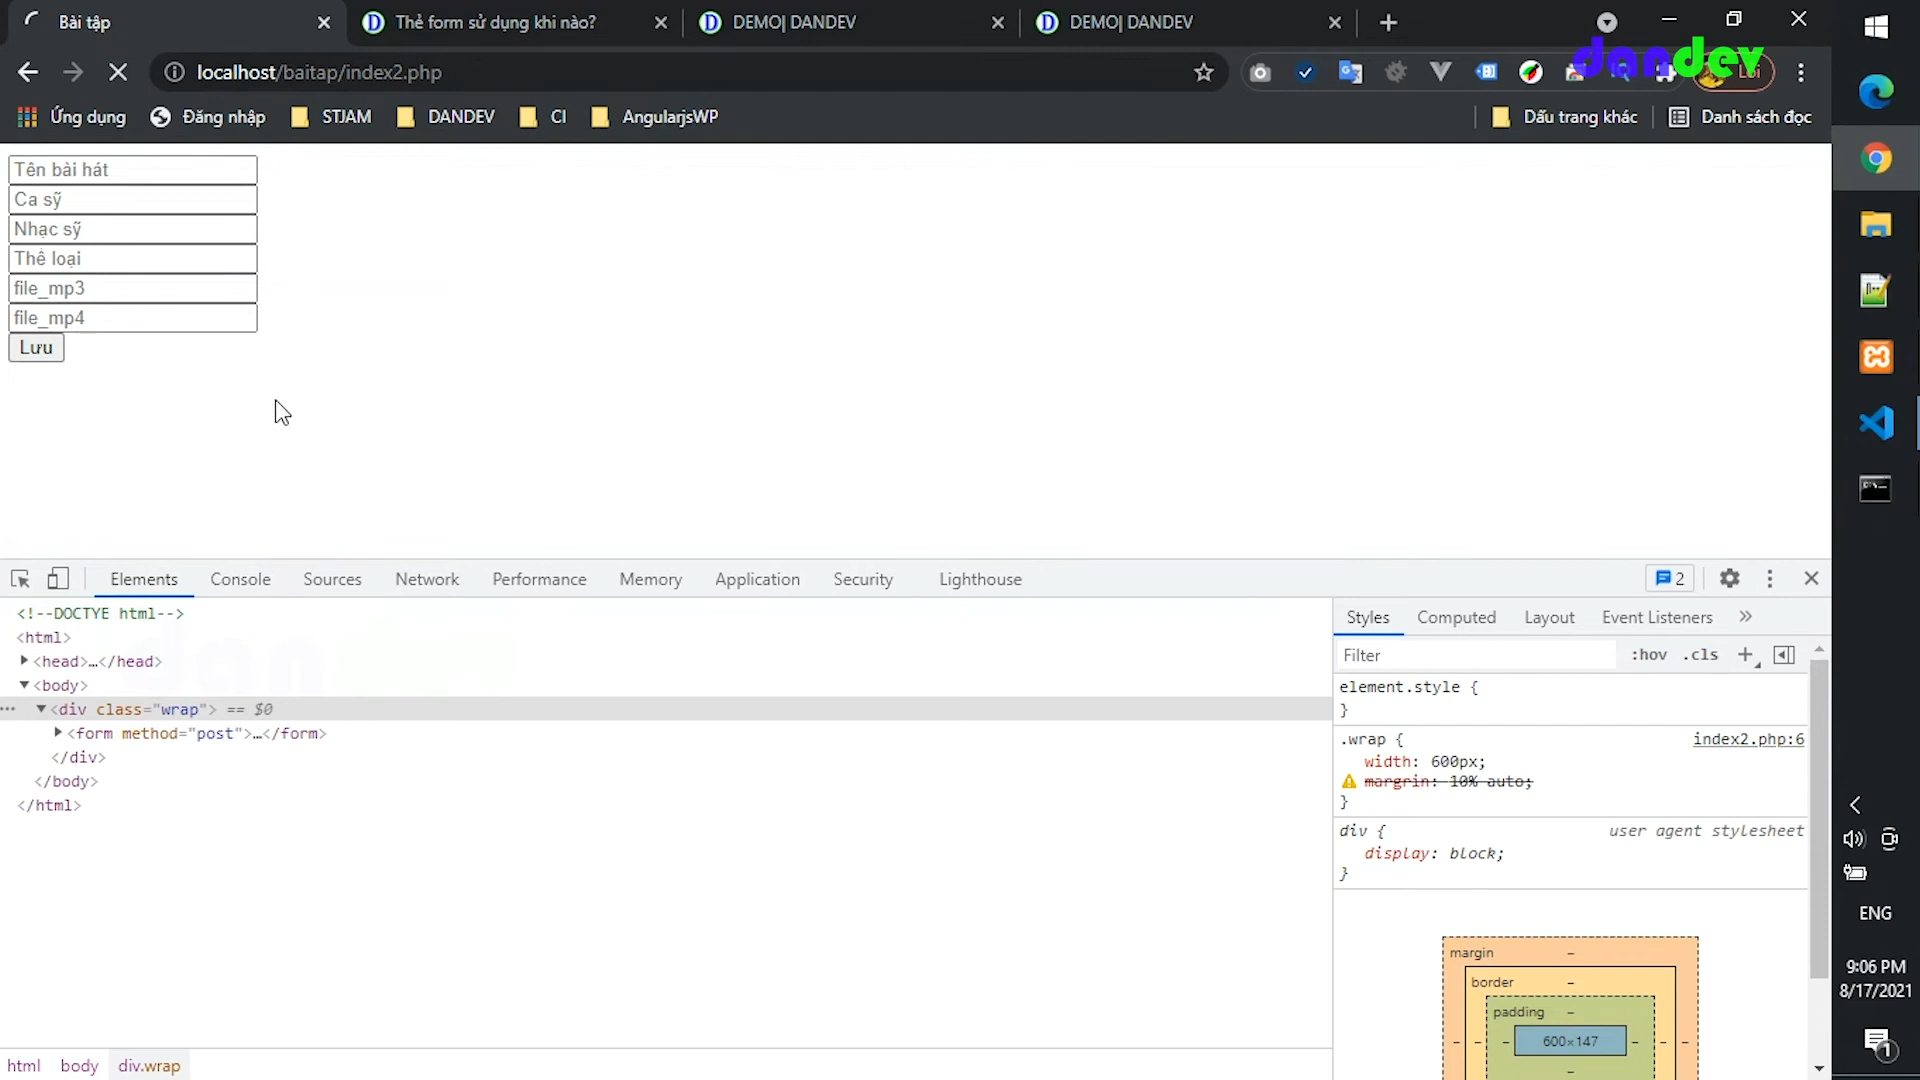 Bài tập
Thẻ form sử dụng khi nào?
DEMO| DANDEV
DEMO| DANDEV
localhost/baitap/index2.php
dandev
Ứng dụng
Đăng nhập
STJAM
DANDEV
CI
AngularjsWP
Dấu trang khác
Danh sách đọc
Tên bài hát
Ca sỹ
Nhạc sỹ
Thê loại
file_mp3
file_mp4
Lưu
Elements
Console
Sources
Network
Performance
Memory
Application
Security
Lighthouse
2
<!--DOCTYE html-->
<html>
<head>…</head>
<body>
<div class="wrap"> == $0
<form method="post">…</form>
</div>
</body>
</html>
Styles
Computed
Layout
Event Listeners
Filter
:hov
.cls
element.style {
}
.wrap {
index2.php:6
width: 600px;
margrin: 10% auto;
}
div {
user agent stylesheet
display: block;
}
margin
border
padding
600×147
html
body
div.wrap
ENG
9:06 PM
8/17/2021
1